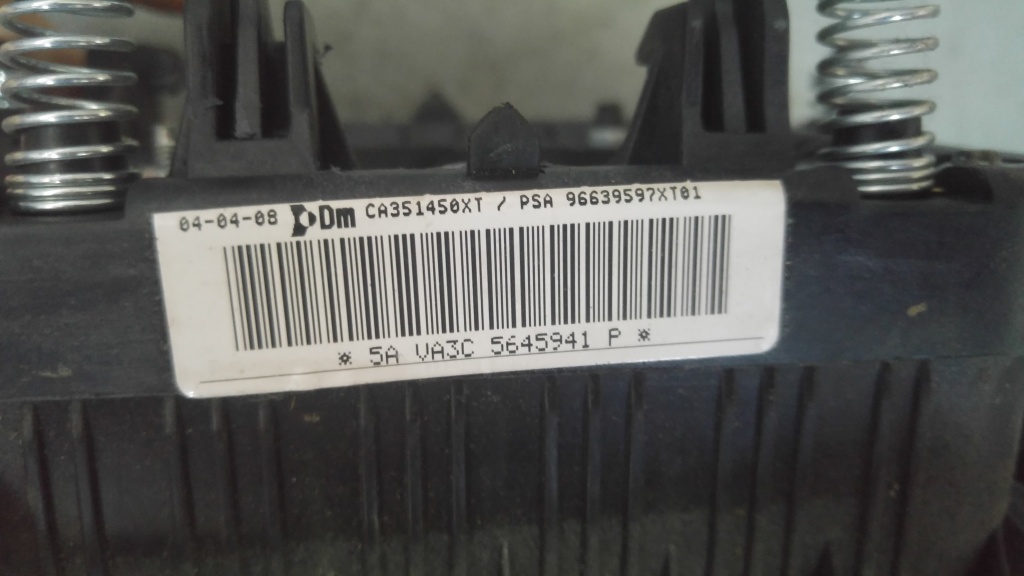 04-04-08 Dm CA351450XT / PSA 96639597XT01
* 5A VA3C 5645941 P *